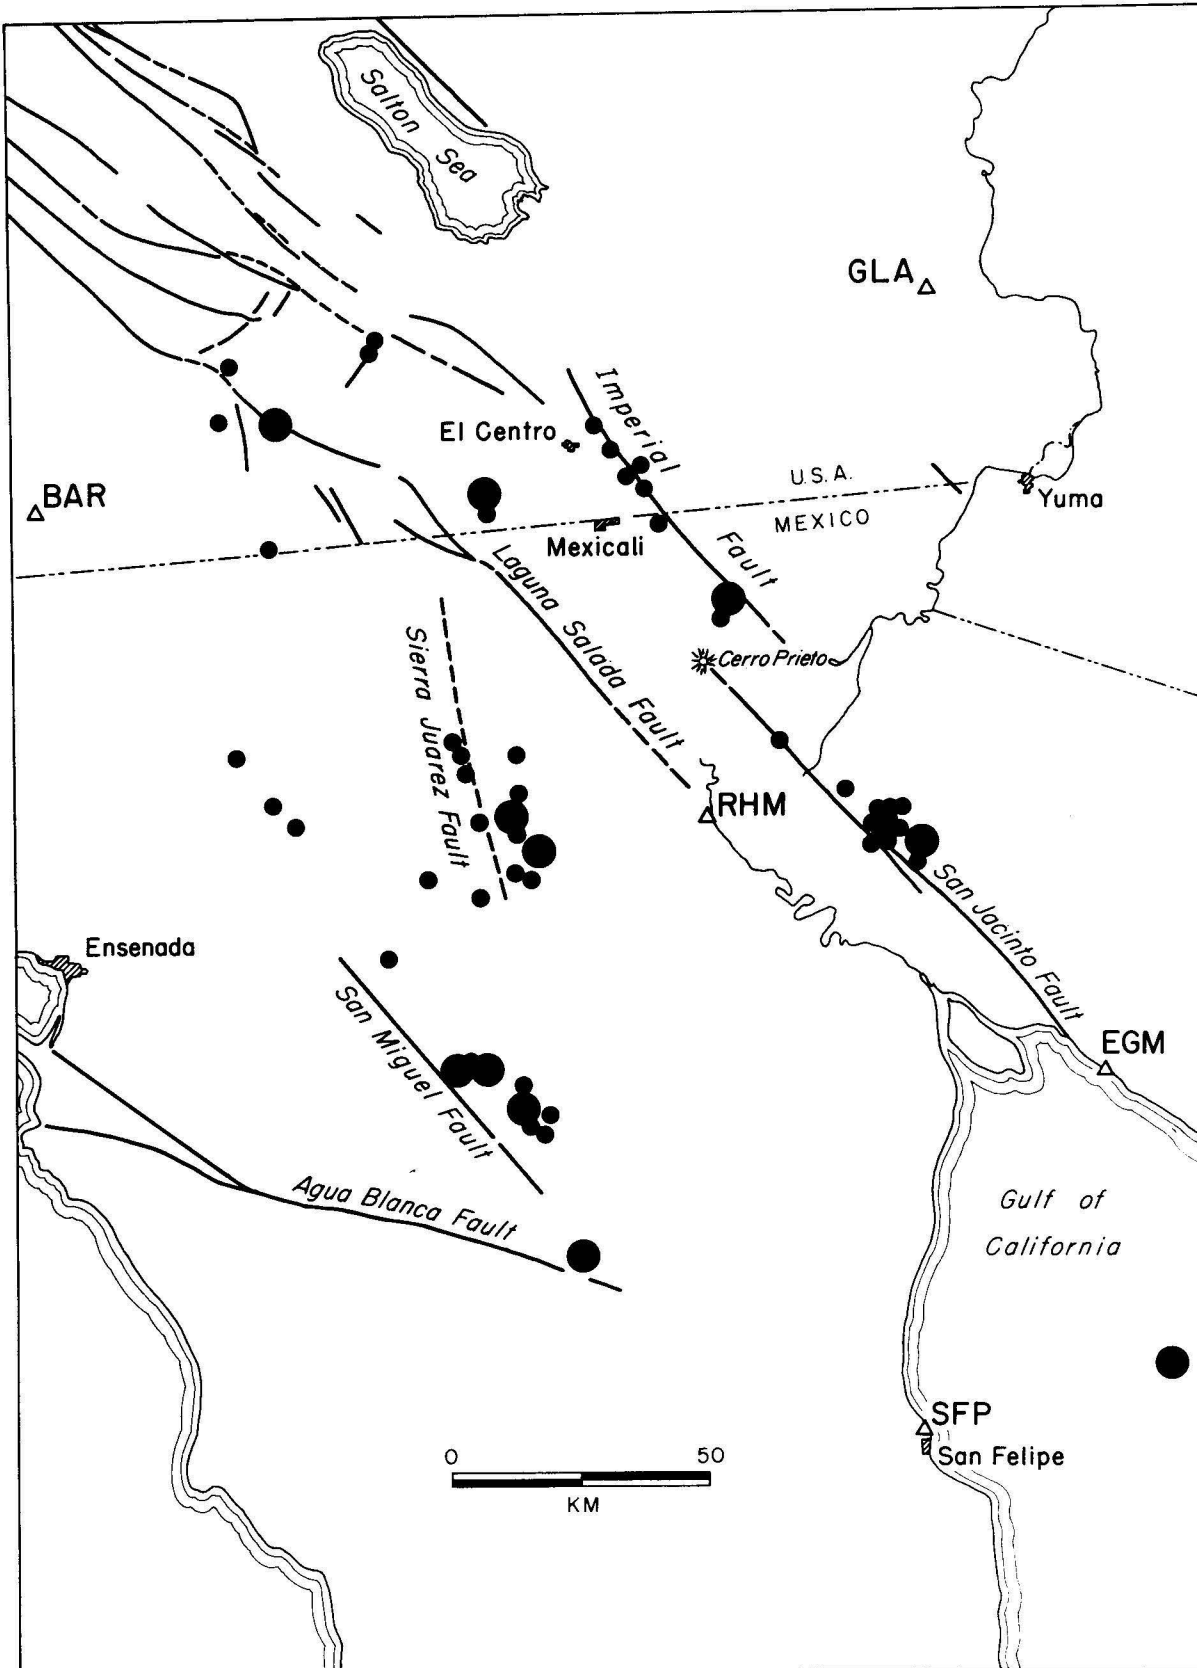 Salton
Sea
GLA
Imperial
El Centro
U.S.A.
BAR
Yuma
MEXICO
Mexicali
Fault
Laguna Salada Fault
Sierra Juarez Fault
Cerro Prieto
RHM
San Jacinto Fault
Ensenada
San Miguel Fault
EGM
Agua Blanca Fault
Gulf of
California
SFP
San Felipe
0 50
KM